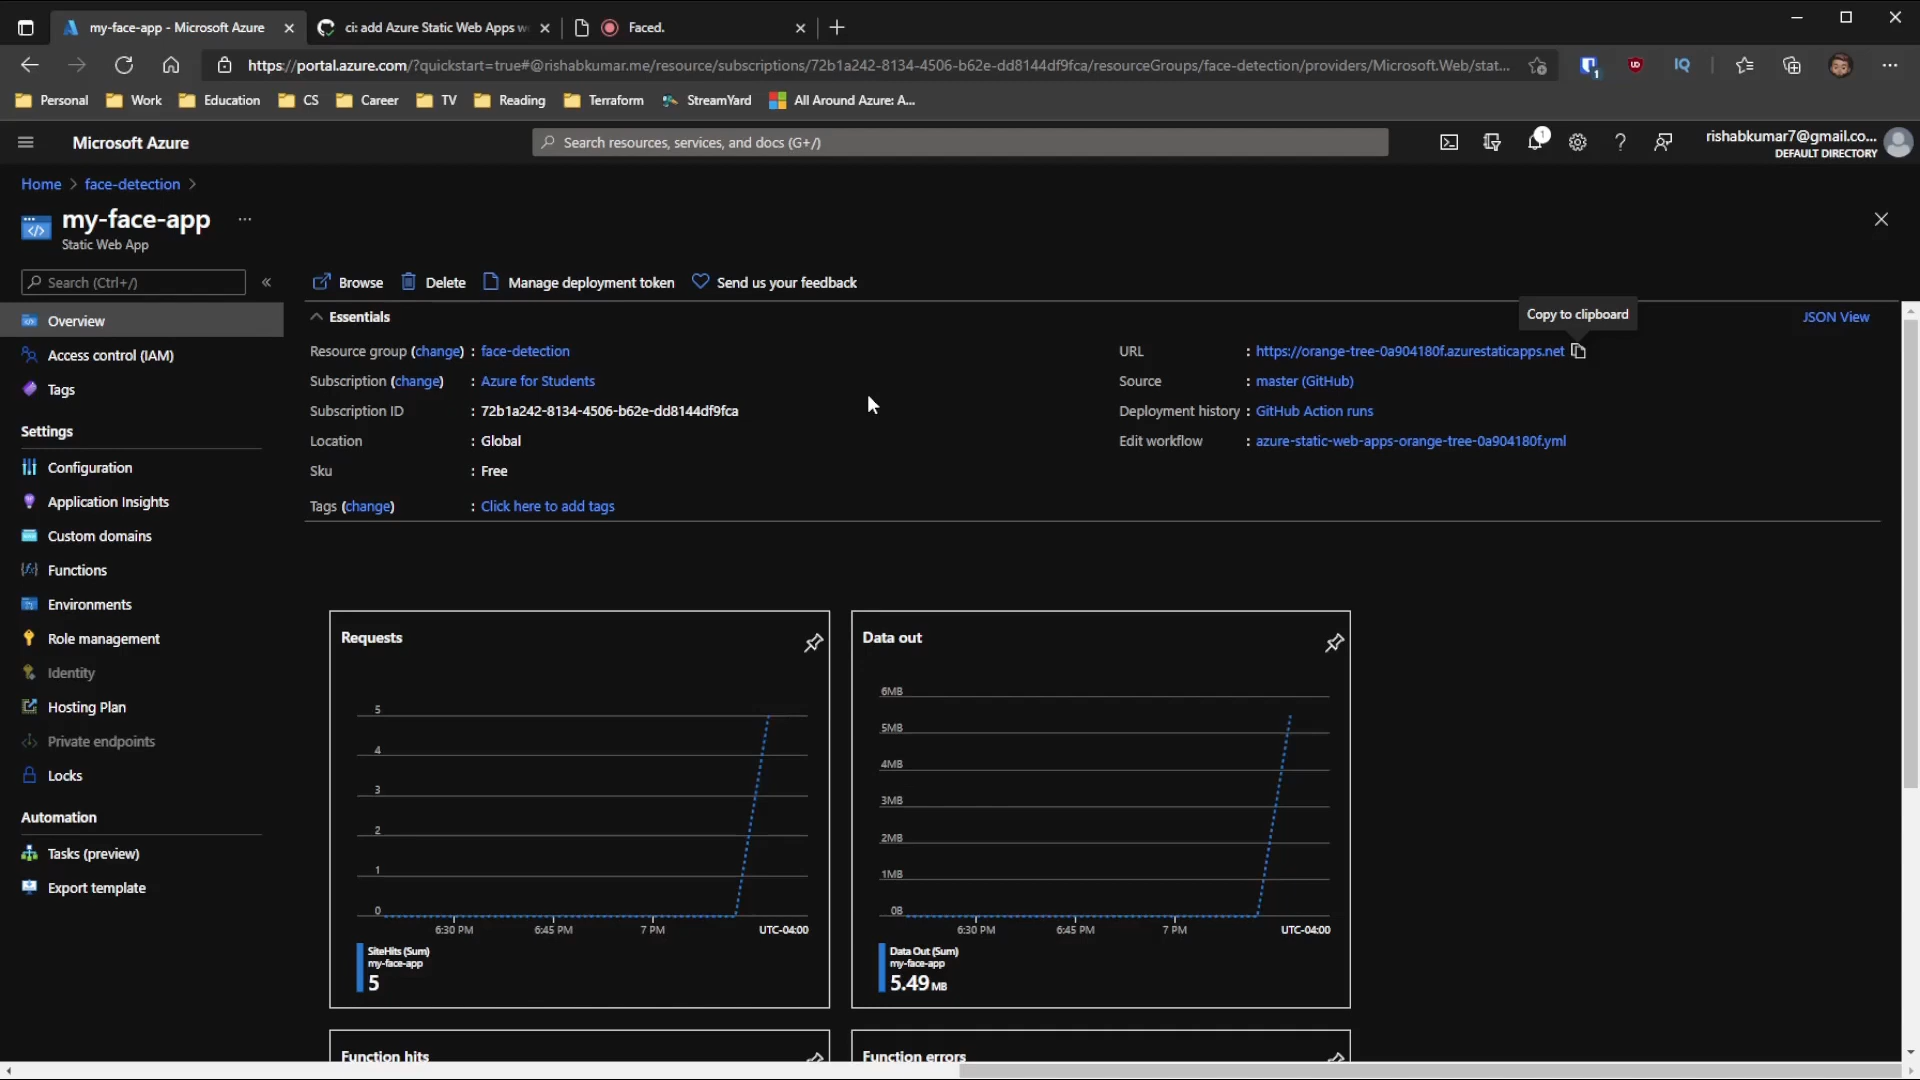 my-face-app - Microsoft Azure
ci: add Azure Static Web Apps w
Faced.
https://portal.azure.com/?quickstart=true#@rishabkumar.me/resource/subscriptions/72b1a242-8134-4506-b62e-dd8144df9fca/resourceGroups/face-detection/providers/Microsoft.Web/stat...
1
UD
IQ
Personal
Work
Education
CS
Career
TV
Reading
Terraform
StreamYard
All Around Azure: A...
Microsoft Azure
Search resources, services, and docs (G+/)
1
rishabkumar7@gmail.co...
DEFAULT DIRECTORY
Home > face-detection >
my-face-app ...
Static Web App
Search (Ctrl+/)
«
Browse
Delete
Manage deployment token
Send us your feedback
Overview
Access control (IAM)
Tags
Settings
Configuration
Application Insights
Custom domains
Functions
Environments
Role management
Identity
Hosting Plan
Private endpoints
Locks
Automation
Tasks (preview)
Export template
Essentials
Copy to clipboard
JSON View
Resource group (change) : face-detection
Subscription (change) : Azure for Students
Subscription ID : 72b1a242-8134-4506-b62e-dd8144df9fca
Location : Global
Sku : Free
Tags (change) : Click here to add tags
URL : https://orange-tree-0a904180f.azurestaticapps.net
Source : master (GitHub)
Deployment history : GitHub Action runs
Edit workflow : azure-static-web-apps-orange-tree-0a904180f.yml
Requests
5
4
3
2
1
0
6:30 PM 6:45 PM 7 PM UTC-04:00
SiteHits (Sum)
my-face-app
5
Data out
6MB
5MB
4MB
3MB
2MB
1MB
0B
6:30 PM 6:45 PM 7 PM UTC-04:00
Data Out (Sum)
my-face-app
5.49 MB
Function hits
Function errors